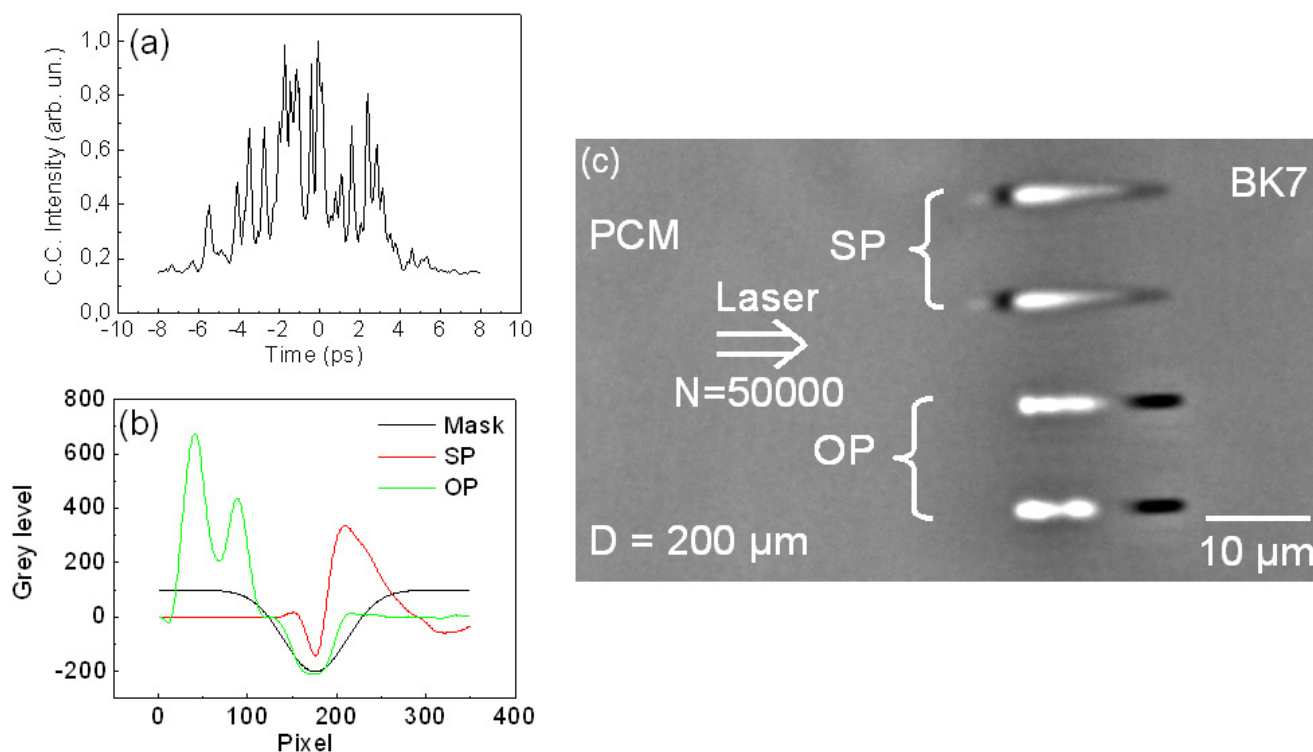 (a)
C.C. Intensity (arb. un.)
1,0
0,8
0,6
0,4
0,2
0,0
-10 -8 -6 -4 -2 0 2 4 6 8 10
Time (ps)
(b)
Grey level
800
600
400
200
0
-200
Mask
SP
OP
0 100 200 300 400
Pixel
(c)
BK7
PCM
SP
Laser
N=50000
OP
D = 200 µm
10 µm